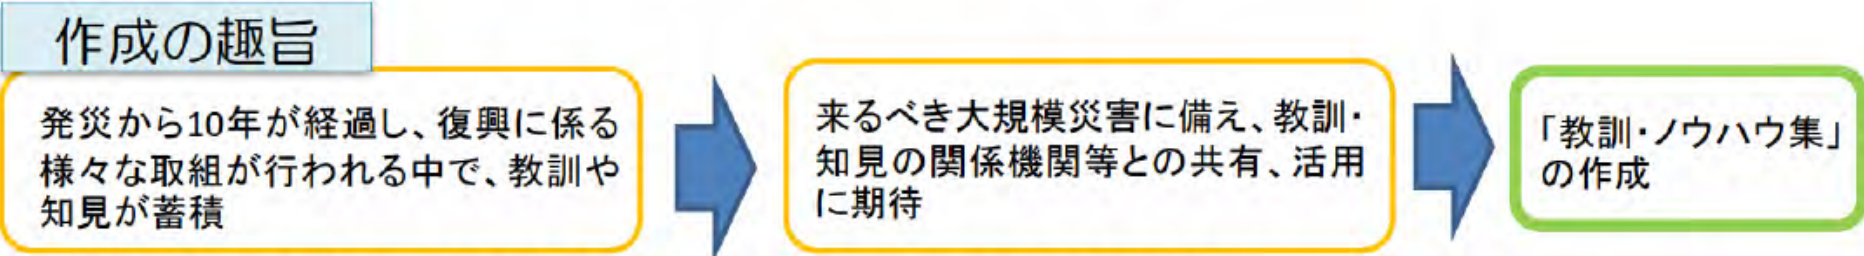 作成の趣旨
発災から10年が経過し、復興に係る
様々な取組が行われる中で、教訓や
知見が蓄積
来るべき大規模災害に備え、教訓・
知見の関係機関等との共有、活用
に期待
「教訓・ノウハウ集」
の作成